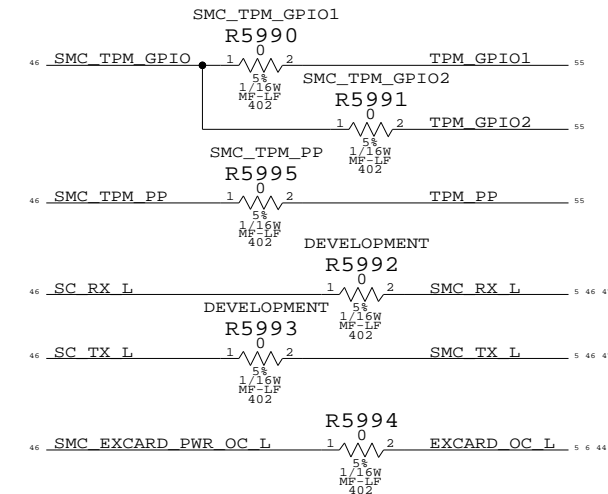 SMC_TPM_GPIO1
R5990
0
46 SMC_TPM_GPIO 1 2 TPM_GPIO1 55
5%
1/16W
MF-LF
402
SMC_TPM_GPIO2
R5991
0
1 2 TPM_GPIO2 55
5%
1/16W
MF-LF
402
SMC_TPM_PP
R5995
0
46 SMC_TPM_PP 1 2 TPM_PP 55
5%
1/16W
MF-LF
402
DEVELOPMENT
R5992
0
46 SC_RX_L 1 2 SMC_RX_L 5 46
5%
1/16W
MF-LF
402
DEVELOPMENT
R5993
0
46 SC_TX_L 1 2 SMC_TX_L 5 46
5%
1/16W
MF-LF
402
R5994
0
46 SMC_EXCARD_PWR_OC_L 1 2 EXCARD_OC_L 5 6 44
5%
1/16W
MF-LF
402